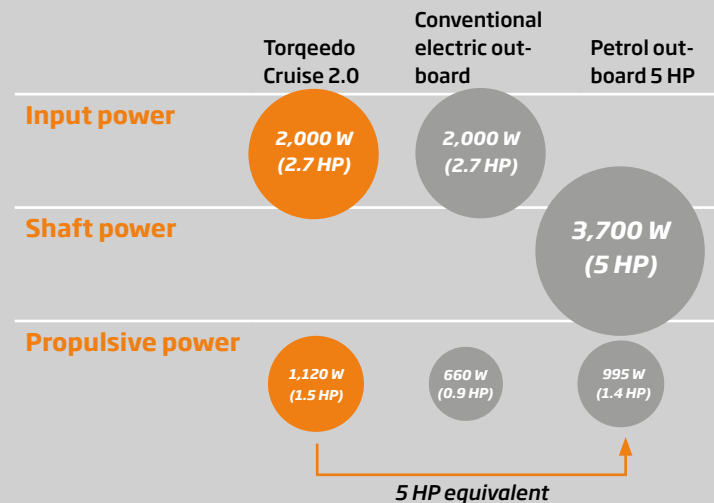 Torqeedo
Cruise 2.0
Conventional
electric out-
board
Petrol out-
board 5 HP
Input power
2,000 W
(2.7 HP)
2,000 W
(2.7 HP)
Shaft power
3,700 W
(5 HP)
Propulsive power
1,120 W
(1.5 HP)
660 W
(0.9 HP)
995 W
(1.4 HP)
5 HP equivalent